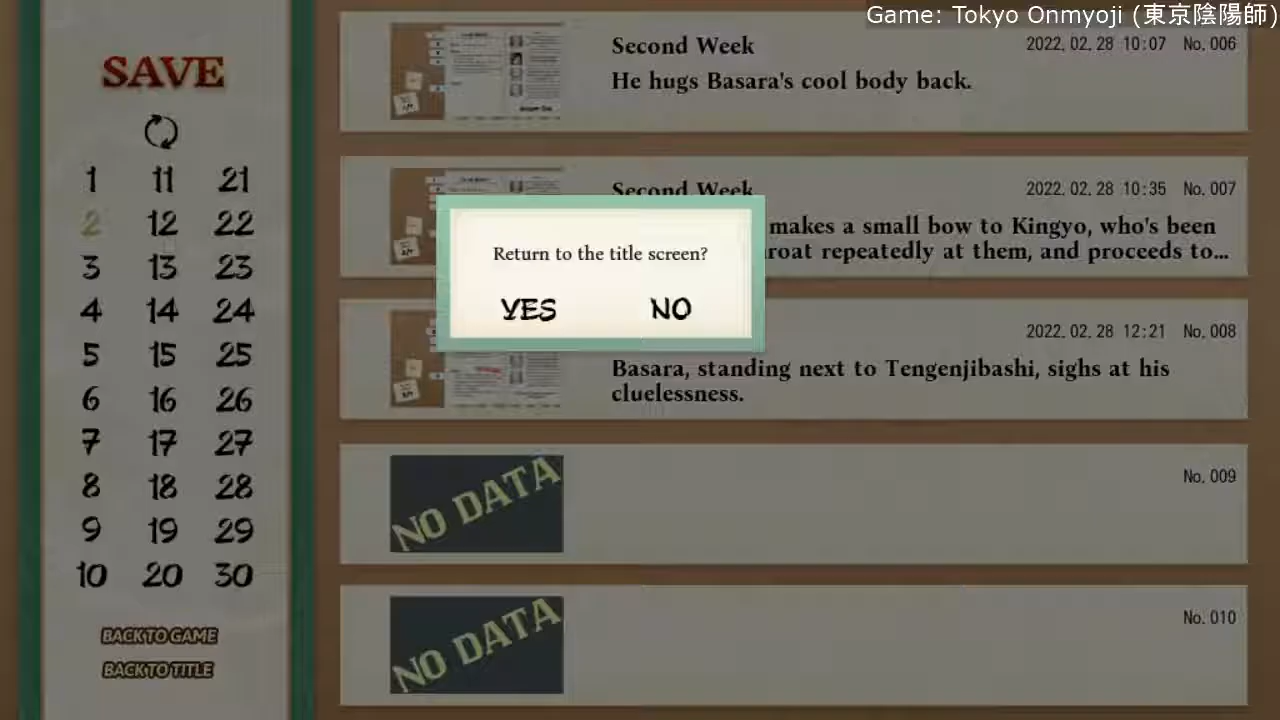 Game: Tokyo Onmyoji (東京陰陽師)
SAVE
1 11 21
2 12 22
3 13 23
4 14 24
5 15 25
6 16 26
7 17 27
8 18 28
9 19 29
10 20 30
BACK TO GAME
BACK TO TITLE
Second Week
2022.02.28 10:07 No.006
He hugs Basara's cool body back.
Second Week
2022.02.28 10:35 No.007
makes a small bow to Kingyo, who's been
repeatedly at them, and proceeds to...
Return to the title screen?
YES NO
2022.02.28 12:21 No.008
Basara, standing next to Tengenjibashi, sighs at his
cluelessness.
NO DATA
No.009
NO DATA
No.010